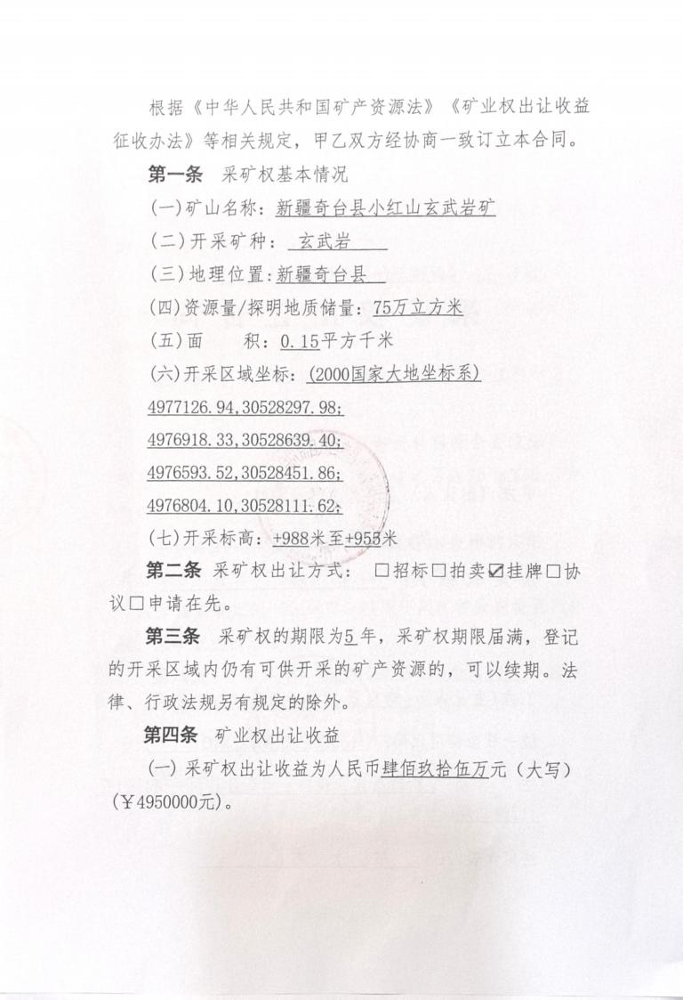 根据《中华人民共和国矿产资源法》《矿业权出让收益
征收办法》等相关规定，甲乙双方经协商一致订立本合同。
第一条 采矿权基本情况
(一)矿山名称：新疆奇台县小红山玄武岩矿
(二)开采矿种： 玄武岩
(三)地理位置:新疆奇台县
(四)资源量/探明地质储量：75万立方米
(五)面 积：0.15平方千米
(六)开采区域坐标：(2000国家大地坐标系)
4977126.94,30528297.98;
4976918.33,30528639.40;
4976593.52,30528451.86;
4976804.10,30528111.62;
(七)开采标高：+988米至+953米
第二条 采矿权出让方式： □招标□拍卖☑挂牌□协
议□申请在先。
第三条 采矿权的期限为5年，采矿权期限届满，登记
的开采区域内仍有可供开采的矿产资源的，可以续期。法
律、行政法规另有规定的除外。
第四条 矿业权出让收益
(一) 采矿权出让收益为人民币肆佰玖拾伍万元（大写）
(￥4950000元)。